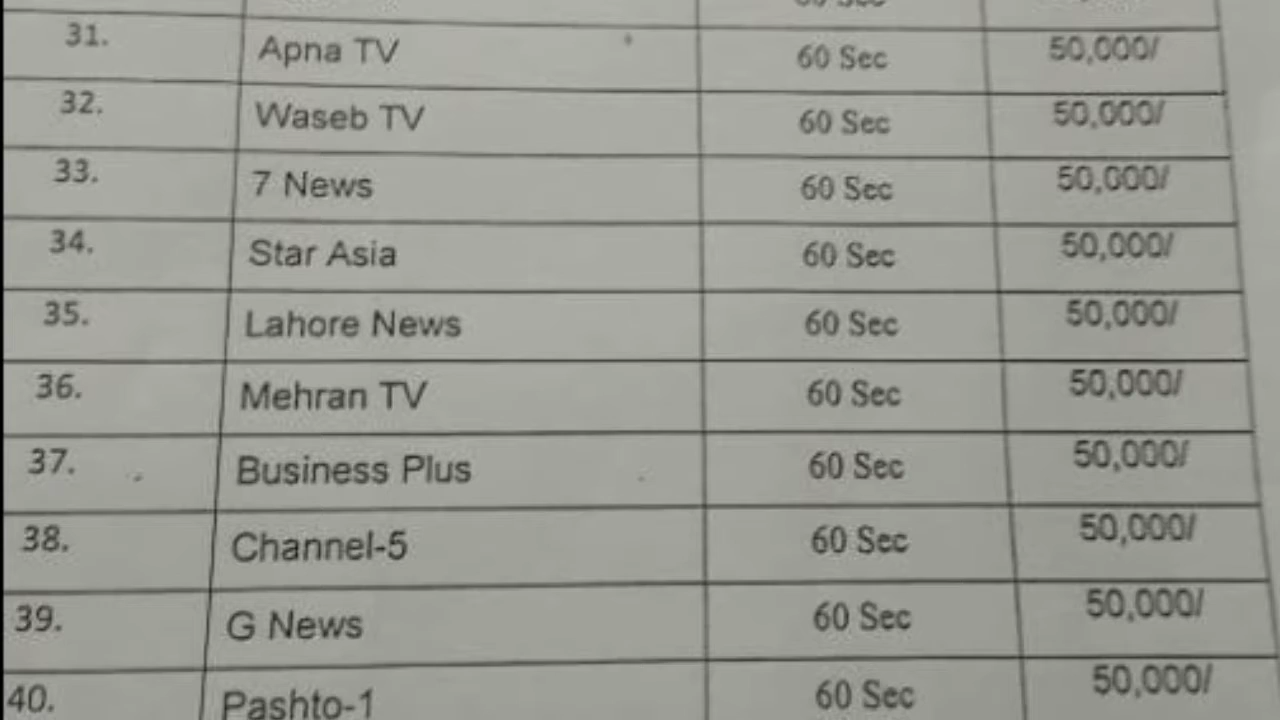 31. Apna TV 60 Sec 50,000/
32. Waseb TV 60 Sec 50,000/
33. 7 News 60 Sec 50,000/
34. Star Asia 60 Sec 50,000/
35. Lahore News 60 Sec 50,000/
36. Mehran TV 60 Sec 50,000/
37. Business Plus 60 Sec 50,000/
38. Channel-5 60 Sec 50,000/
39. G News 60 Sec 50,000/
40. Pashto-1 60 Sec 50,000/